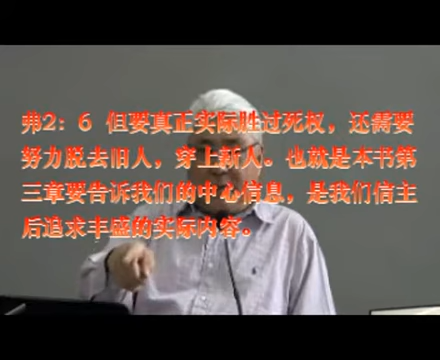 弗2：6 但要真正实际胜过死权，还需要
努力脱去旧人，穿上新人。也就是本书第
三章要告诉我们的中心信息，是我们信主
后追求丰盛的实际内容。